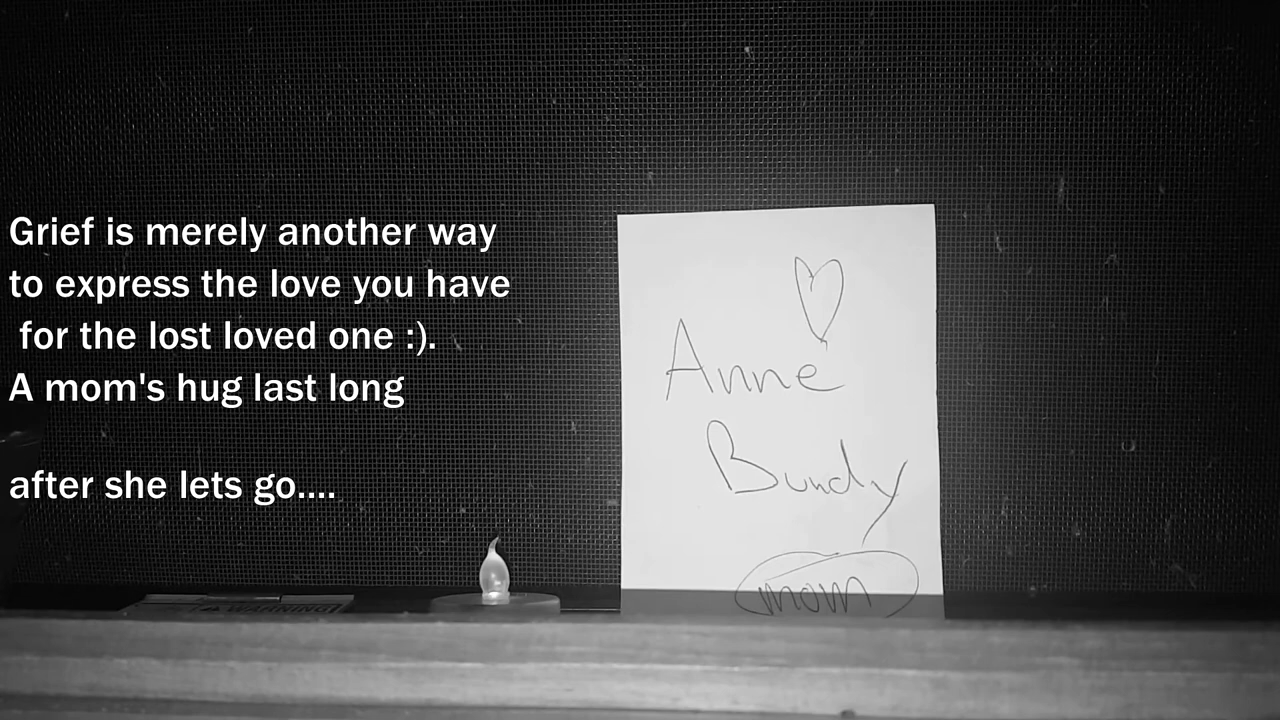 Grief is merely another way
to express the love you have
for the lost loved one :).
A mom's hug last long
after she lets go....
Anne
Bundy
mom
WARNING!